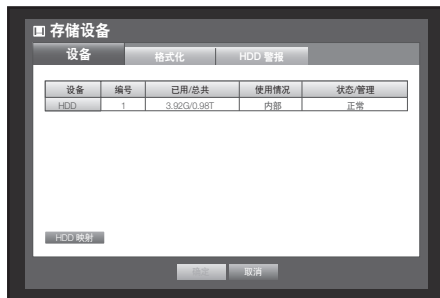 存储设备
设备 格式化 HDD 警报
设备 编号 已用/总共 使用情况 状态/管理
HDD 1 3.92G/0.98T 内部 正常
HDD 映射
确定 取消